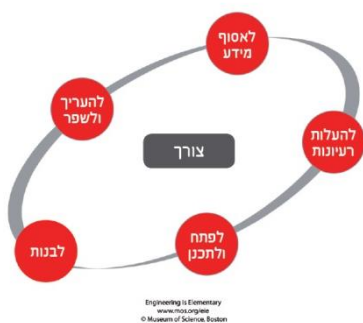 לאסוף
מידע
להעלות
רעיונות
לפתח
ולתכנן
לבנות
להעריך
ולשפר
צורך
Engineering is Elementary
www.mos.org/eie
© Museum of Science, Boston